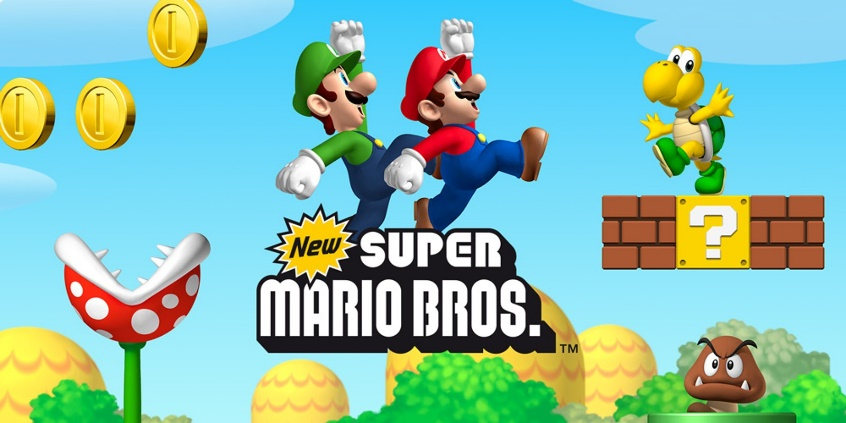 New SUPER
MARIO BROS.
TM
?